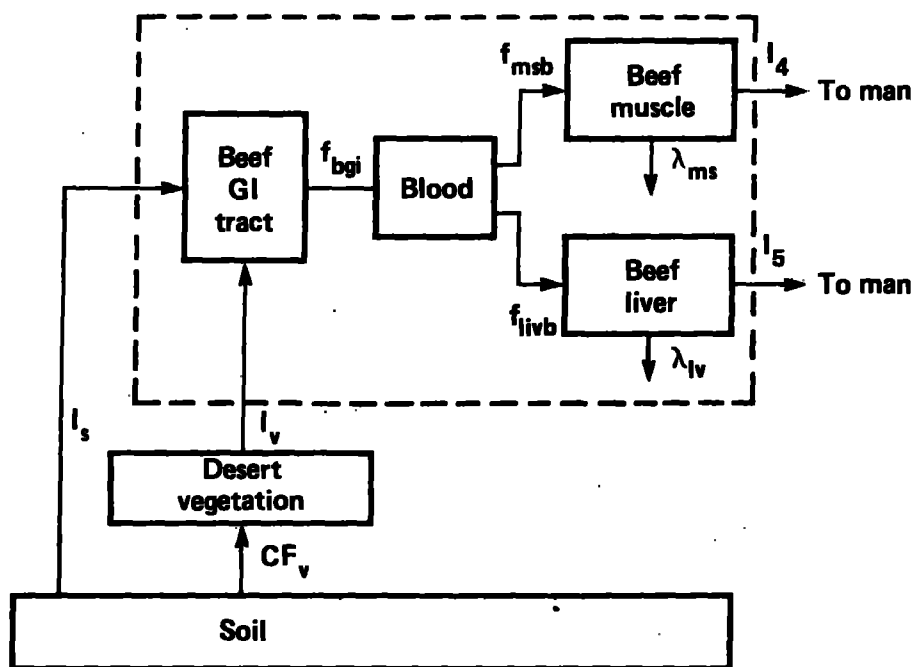 f_msb
Beef
muscle
I_4
To man
λ_ms
Beef
GI
tract
f_bgi
Blood
I_5
Beef
liver
To man
f_livb
λ_lv
I_s
I_v
Desert
vegetation
CF_v
Soil